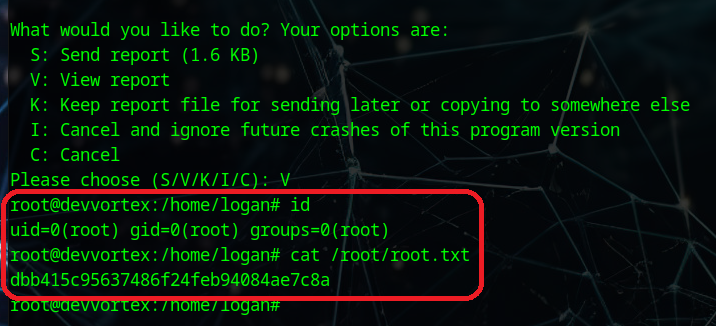 What would you like to do? Your options are:
S: Send report (1.6 KB)
V: View report
K: Keep report file for sending later or copying to somewhere else
I: Cancel and ignore future crashes of this program version
C: Cancel
Please choose (S/V/K/I/C): V
root@devvortex:/home/logan# id
uid=0(root) gid=0(root) groups=0(root)
root@devvortex:/home/logan# cat /root/root.txt
dbb415c95637486f24feb94084ae7c8a
root@devvortex:/home/logan#